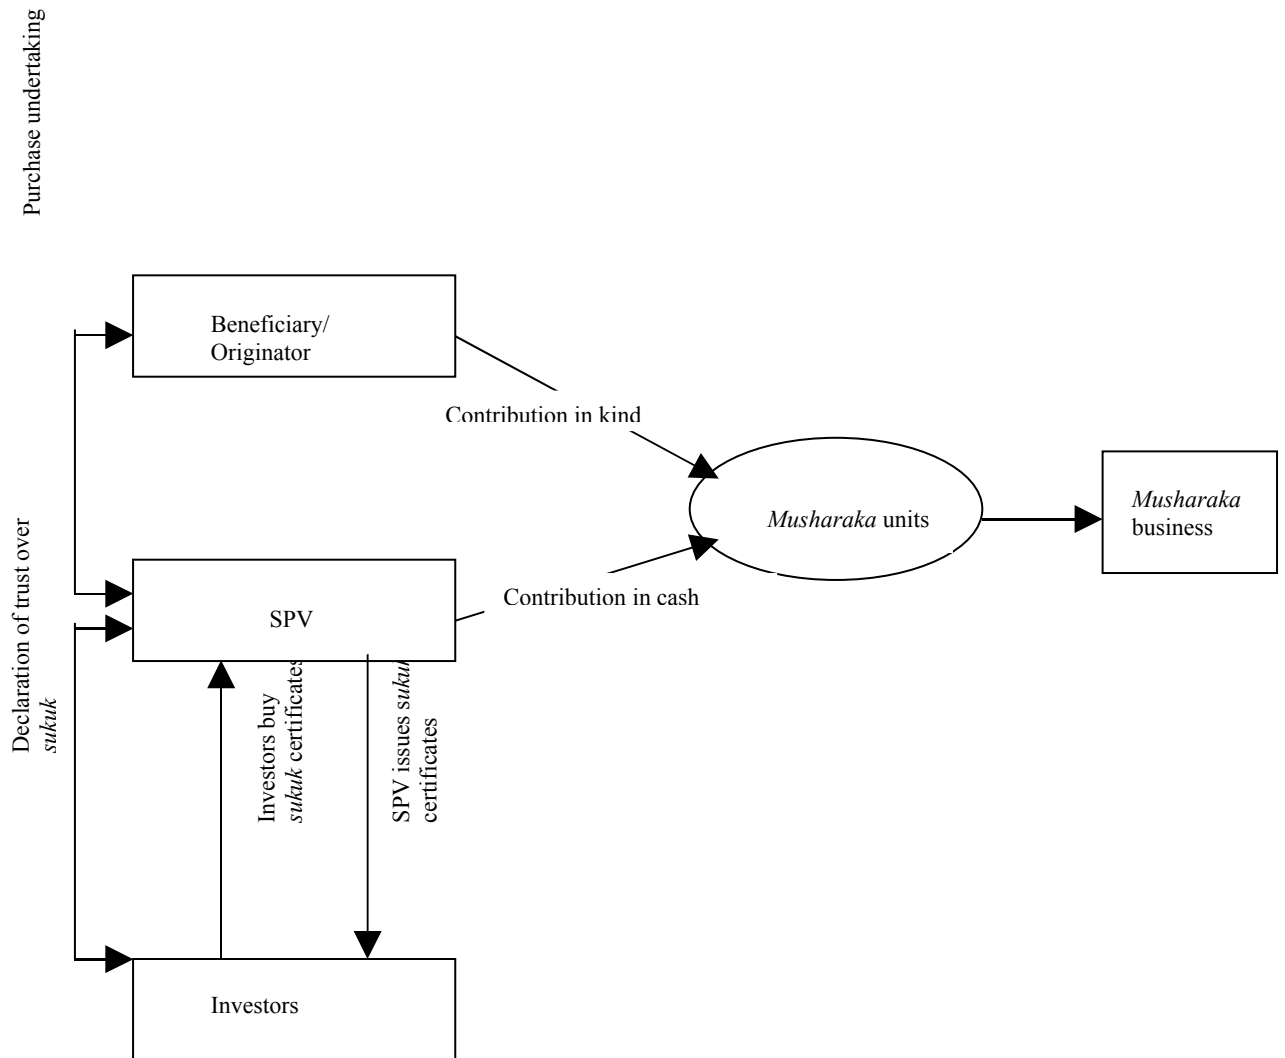 Purchase undertaking
Beneficiary/
Originator
Contribution in kind
Musharaka units
Musharaka
business
SPV
Contribution in cash
Declaration of trust over
sukuk
Investors buy
sukuk certificates
SPV issues sukuk
certificates
Investors